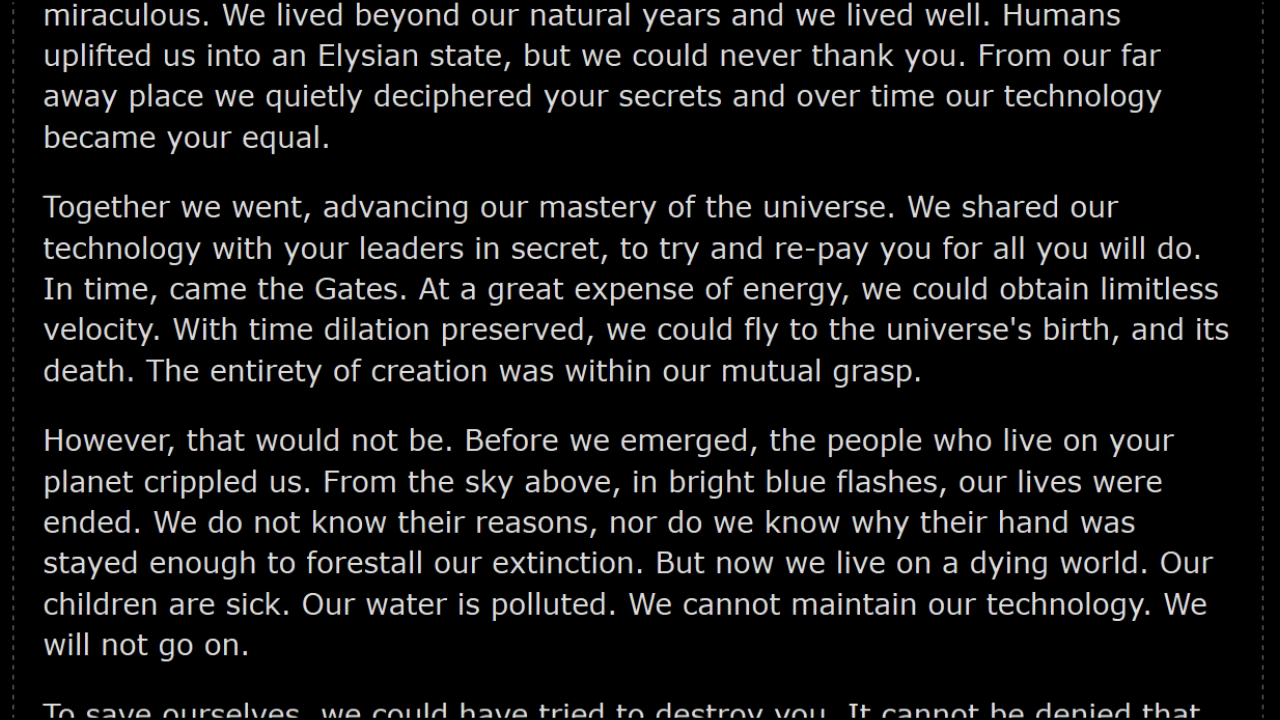 miraculous. We lived beyond our natural years and we lived well. Humans
uplifted us into an Elysian state, but we could never thank you. From our far
away place we quietly deciphered your secrets and over time our technology
became your equal.
Together we went, advancing our mastery of the universe. We shared our
technology with your leaders in secret, to try and re-pay you for all you will do.
In time, came the Gates. At a great expense of energy, we could obtain limitless
velocity. With time dilation preserved, we could fly to the universe's birth, and its
death. The entirety of creation was within our mutual grasp.
However, that would not be. Before we emerged, the people who live on your
planet crippled us. From the sky above, in bright blue flashes, our lives were
ended. We do not know their reasons, nor do we know why their hand was
stayed enough to forestall our extinction. But now we live on a dying world. Our
children are sick. Our water is polluted. We cannot maintain our technology. We
will not go on.
To save ourselves, we could have tried to destroy you. It cannot be denied that